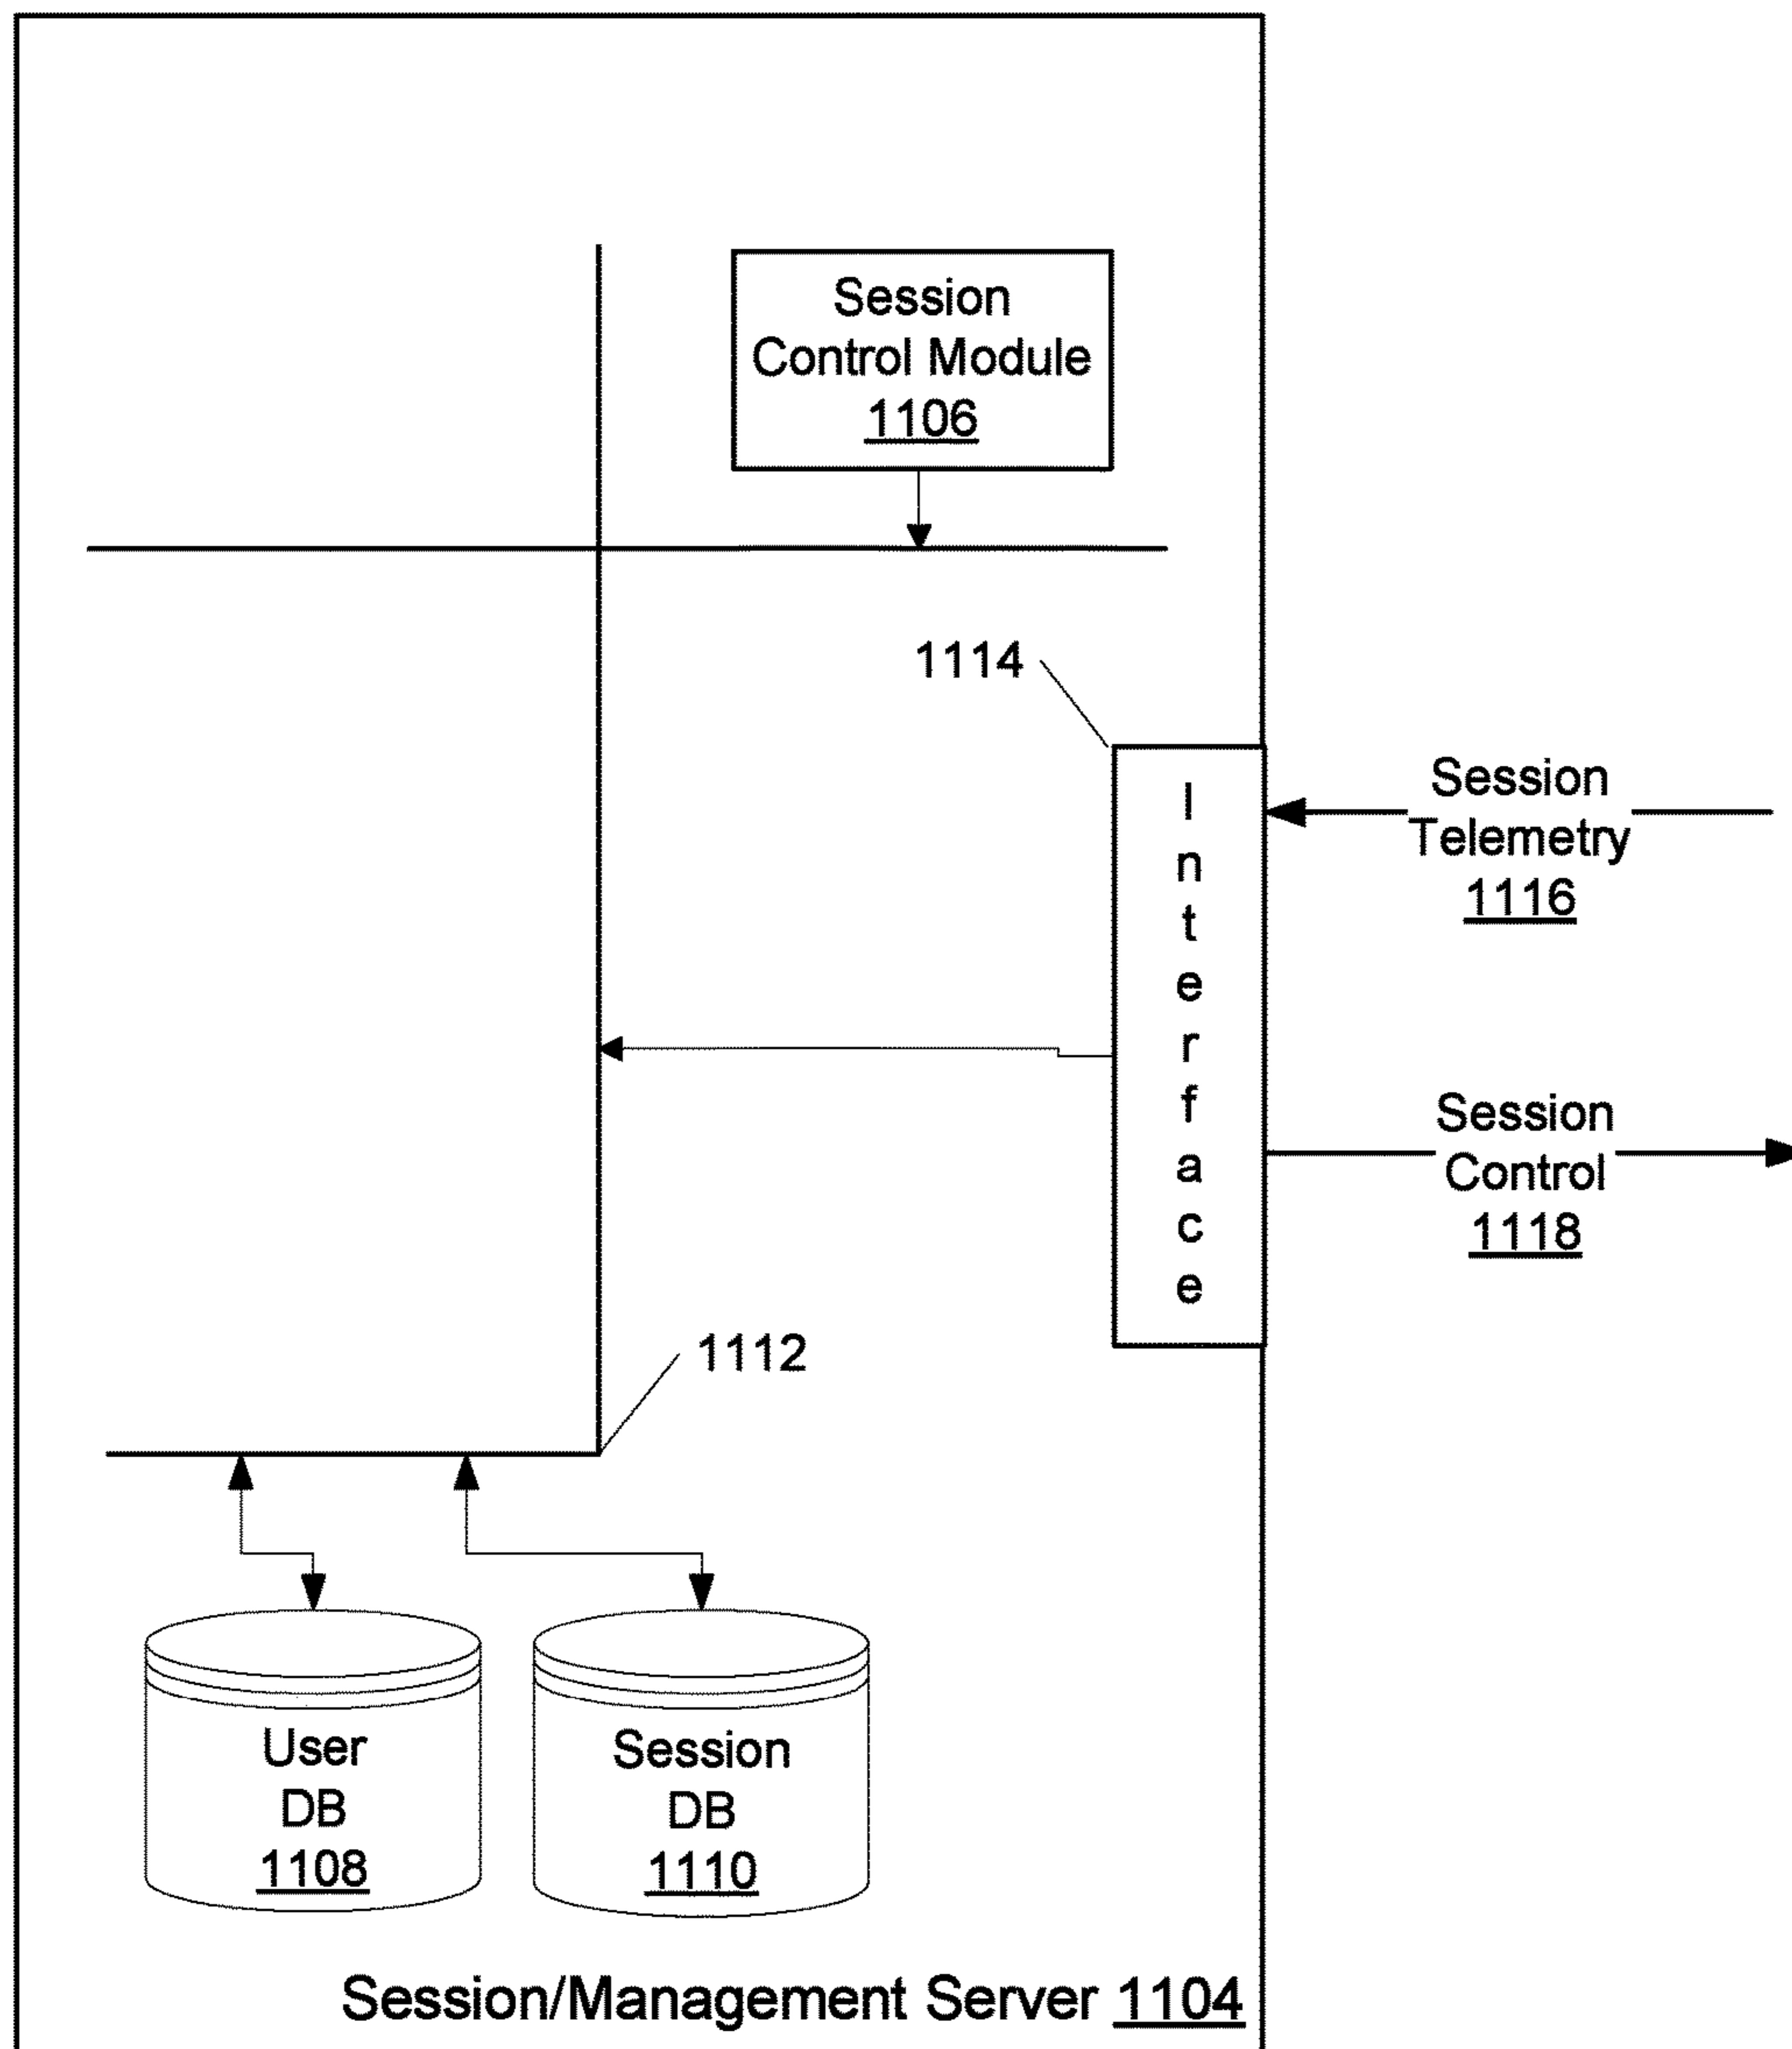 Session
Control Module
1106
1114
I
n
t
e
r
f
a
c
e
Session
Telemetry
1116
Session
Control
1118
1112
User
DB
1108
Session
DB
1110
Session/Management Server 1104